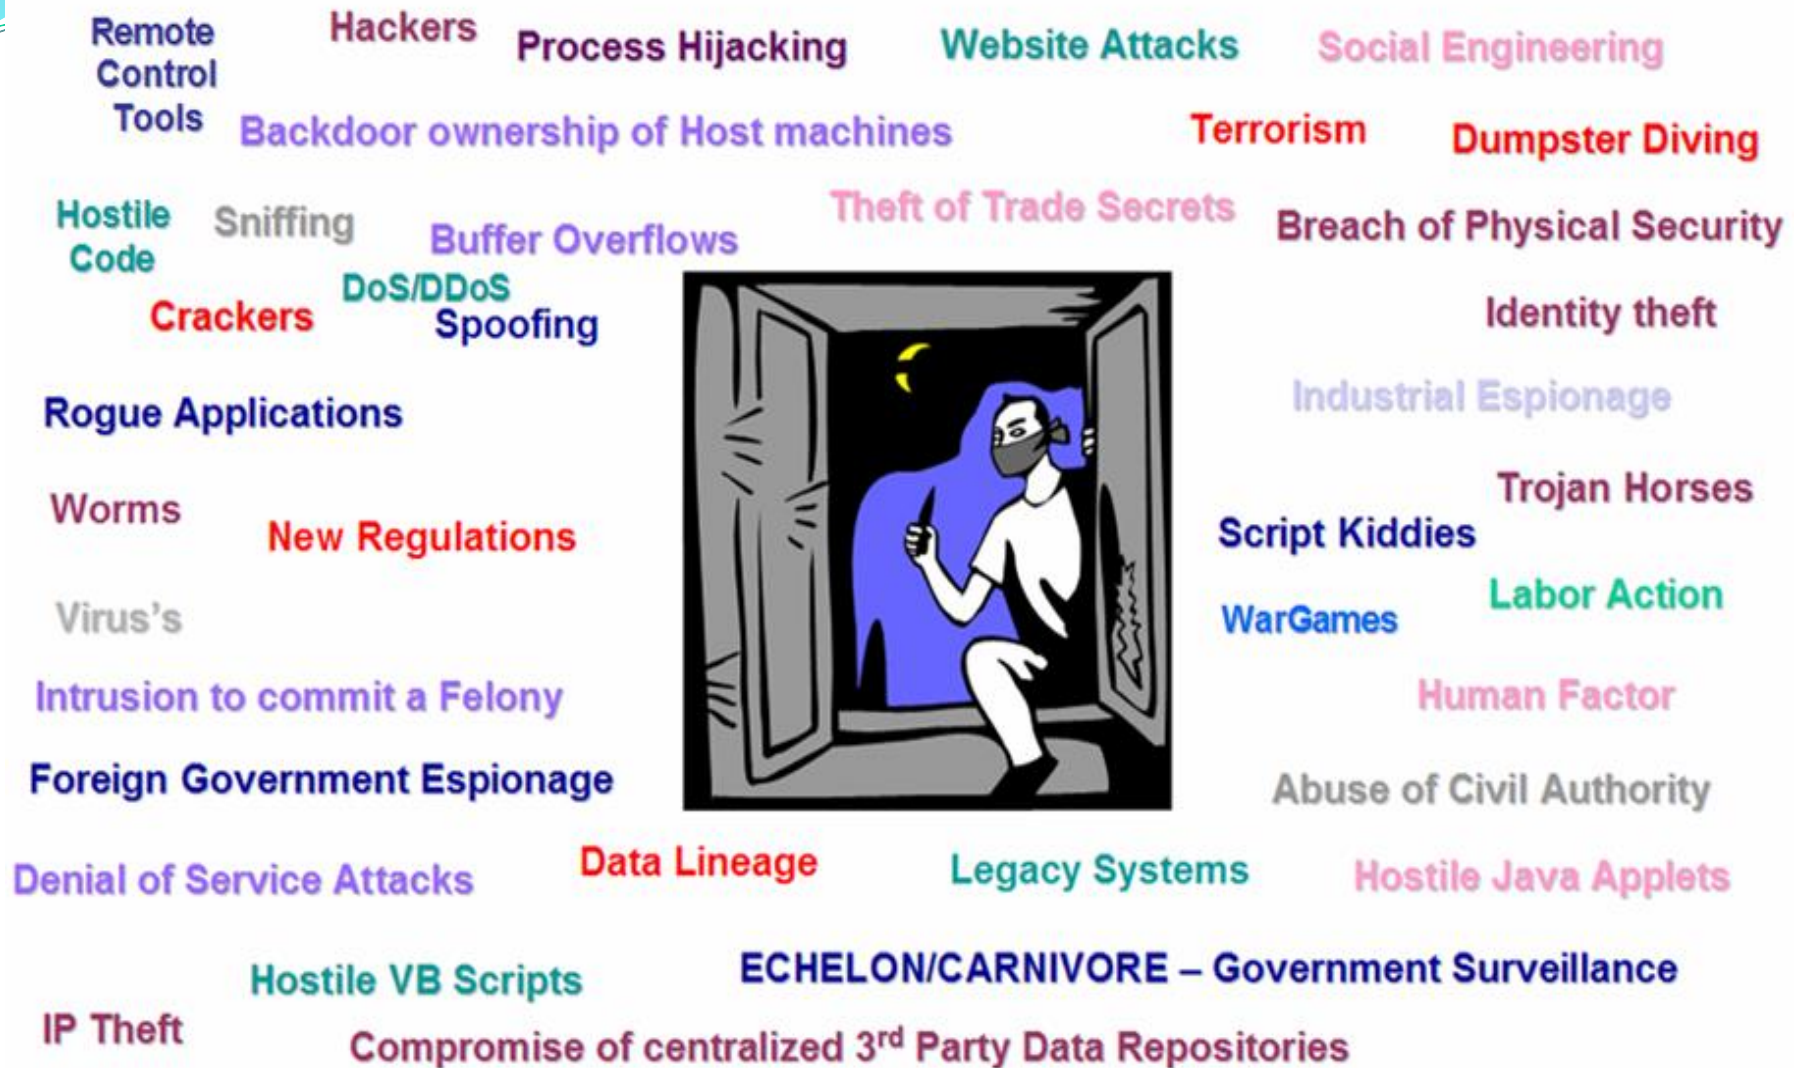 Remote
Control
Tools
Hackers
Process Hijacking
Website Attacks
Social Engineering
Backdoor ownership of Host machines
Terrorism
Dumpster Diving
Hostile
Code
Sniffing
Buffer Overflows
Theft of Trade Secrets
Breach of Physical Security
DoS/DDoS
Crackers
Spoofing
Identity theft
Rogue Applications
Industrial Espionage
Worms
New Regulations
Trojan Horses
Script Kiddies
Virus's
WarGames
Labor Action
Intrusion to commit a Felony
Human Factor
Foreign Government Espionage
Abuse of Civil Authority
Denial of Service Attacks
Data Lineage
Legacy Systems
Hostile Java Applets
Hostile VB Scripts
ECHELON/CARNIVORE – Government Surveillance
IP Theft
Compromise of centralized 3rd Party Data Repositories